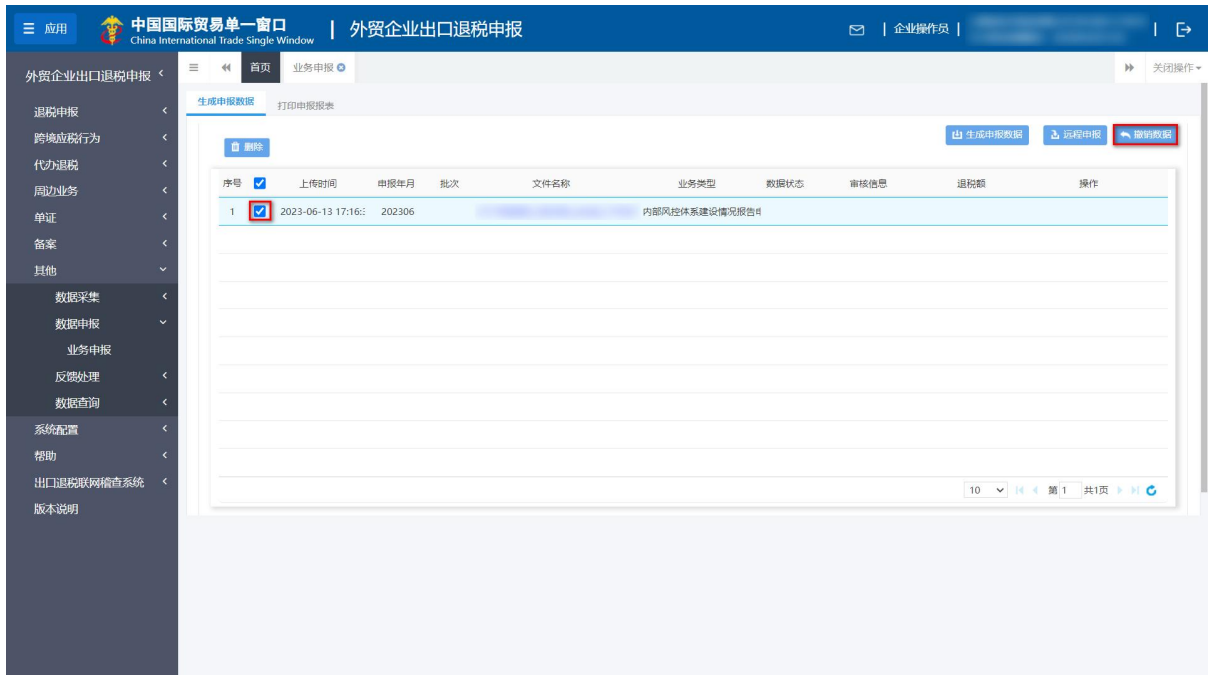 应用
中国国际贸易单一窗口
China International Trade Single Window
外贸企业出口退税申报
企业操作员
外贸企业出口退税申报
首页
业务申报
关闭操作
退税申报
跨境应税行为
代办退税
周边业务
单证
备案
其他
数据采集
数据申报
业务申报
反馈处理
数据查询
系统配置
帮助
出口退税联网稽查系统
版本说明
生成申报数据
打印申报报表
删除
生成申报数据
远程申报
撤销数据
序号 上传时间 申报年月 批次 文件名称 业务类型 数据状态 审核信息 退税额 操作
1 2023-06-13 17:16: 202306 内部风控体系建设情况报告
10 第 1 共1页